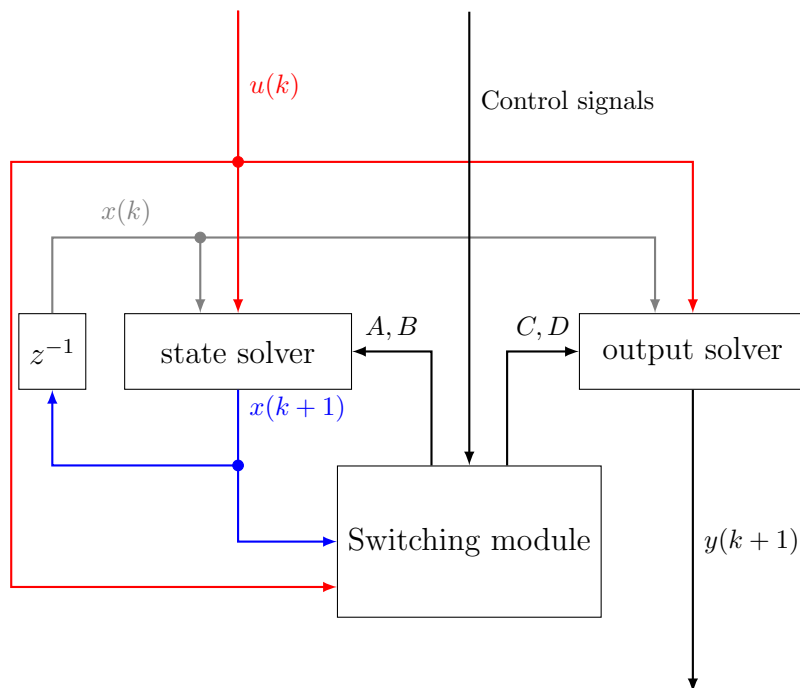 u(k)
Control signals
x(k)
A, B
C, D
z⁻¹
state solver
output solver
x(k + 1)
Switching module
y(k + 1)